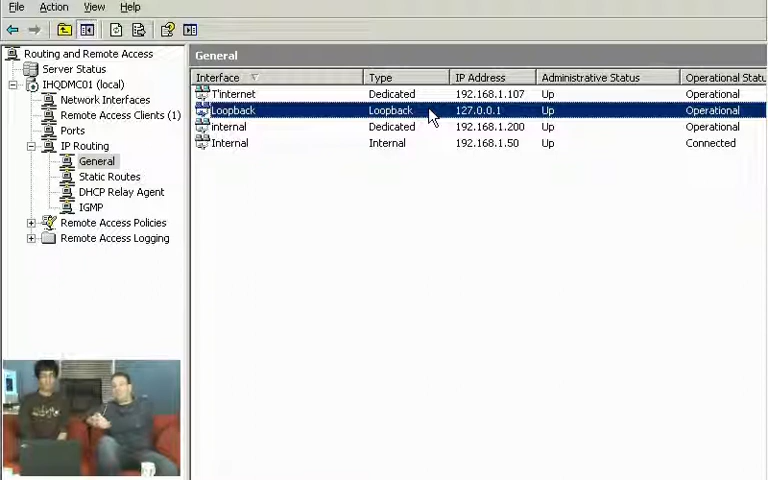 File Action View Help
Routing and Remote Access
Server Status
IHQDMC01 (local)
Network Interfaces
Remote Access Clients (1)
Ports
IP Routing
General
Static Routes
DHCP Relay Agent
IGMP
Remote Access Policies
Remote Access Logging
General
Interface Type IP Address Administrative Status Operational Statu
T'internet Dedicated 192.168.1.107 Up Operational
Loopback Loopback 127.0.0.1 Up Operational
internal Dedicated 192.168.1.200 Up Operational
Internal Internal 192.168.1.50 Up Connected